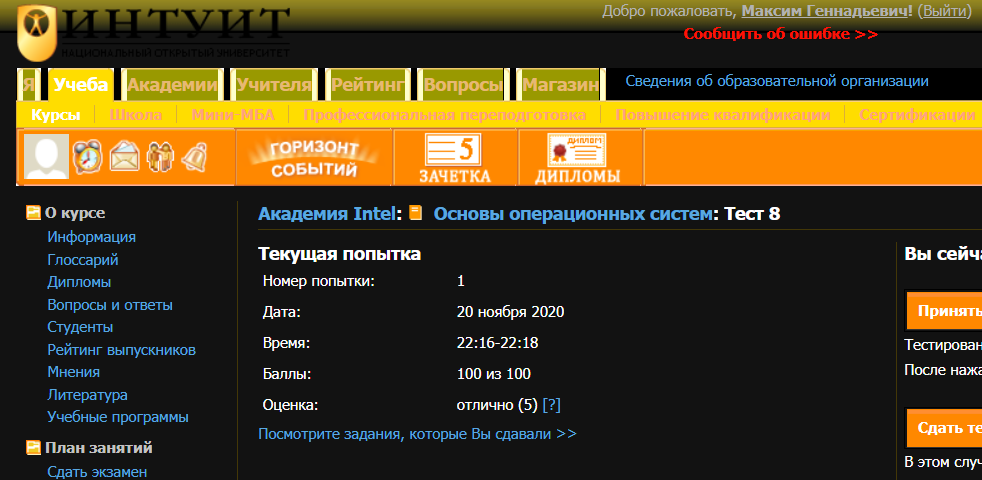 ИНТУИТ
НАЦИОНАЛЬНЫЙ ОТКРЫТЫЙ УНИВЕРСИТЕТ
Добро пожаловать, Максим Геннадьевич! (Выйти)
Сообщить об ошибке >>
Я Учеба Академии Учителя Рейтинг Вопросы Магазин Сведения об образовательной организации
Курсы Школа Мини-МБА Профессиональная переподготовка Повышение квалификации Сертификации
ГОРИЗОНТ СОБЫТИЙ
5 ЗАЧЕТКА
ДИПЛОМ ДИПЛОМЫ
О курсе
Информация
Глоссарий
Дипломы
Вопросы и ответы
Студенты
Рейтинг выпускников
Мнения
Литература
Учебные программы
План занятий
Сдать экзамен
Академия Intel: Основы операционных систем: Тест 8
Текущая попытка
Номер попытки: 1
Дата: 20 ноября 2020
Время: 22:16-22:18
Баллы: 100 из 100
Оценка: отлично (5) [?]
Посмотрите задания, которые Вы сдавали >>
Вы сейча
Принять
Тестирован
После нажа
Сдать те
В этом случ